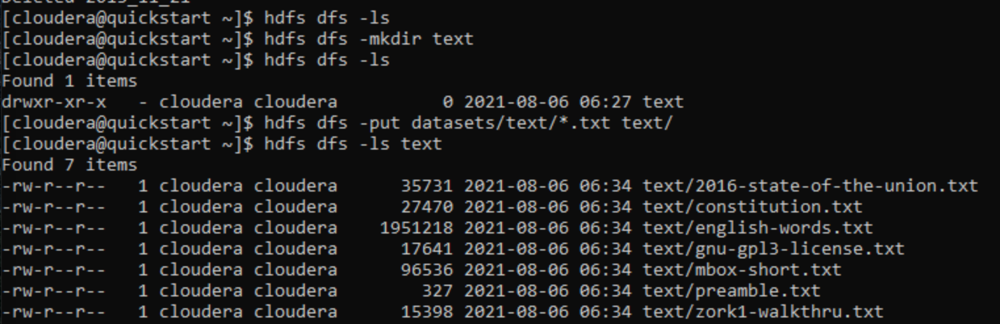 Deleted 2015_11_21
[cloudera@quickstart ~]$ hdfs dfs -ls
[cloudera@quickstart ~]$ hdfs dfs -mkdir text
[cloudera@quickstart ~]$ hdfs dfs -ls
Found 1 items
drwxr-xr-x   - cloudera cloudera          0 2021-08-06 06:27 text
[cloudera@quickstart ~]$ hdfs dfs -put datasets/text/*.txt text/
[cloudera@quickstart ~]$ hdfs dfs -ls text
Found 7 items
-rw-r--r--   1 cloudera cloudera      35731 2021-08-06 06:34 text/2016-state-of-the-union.txt
-rw-r--r--   1 cloudera cloudera      27470 2021-08-06 06:34 text/constitution.txt
-rw-r--r--   1 cloudera cloudera    1951218 2021-08-06 06:34 text/english-words.txt
-rw-r--r--   1 cloudera cloudera      17641 2021-08-06 06:34 text/gnu-gpl3-license.txt
-rw-r--r--   1 cloudera cloudera      96536 2021-08-06 06:34 text/mbox-short.txt
-rw-r--r--   1 cloudera cloudera        327 2021-08-06 06:34 text/preamble.txt
-rw-r--r--   1 cloudera cloudera      15398 2021-08-06 06:34 text/zork1-walkthru.txt